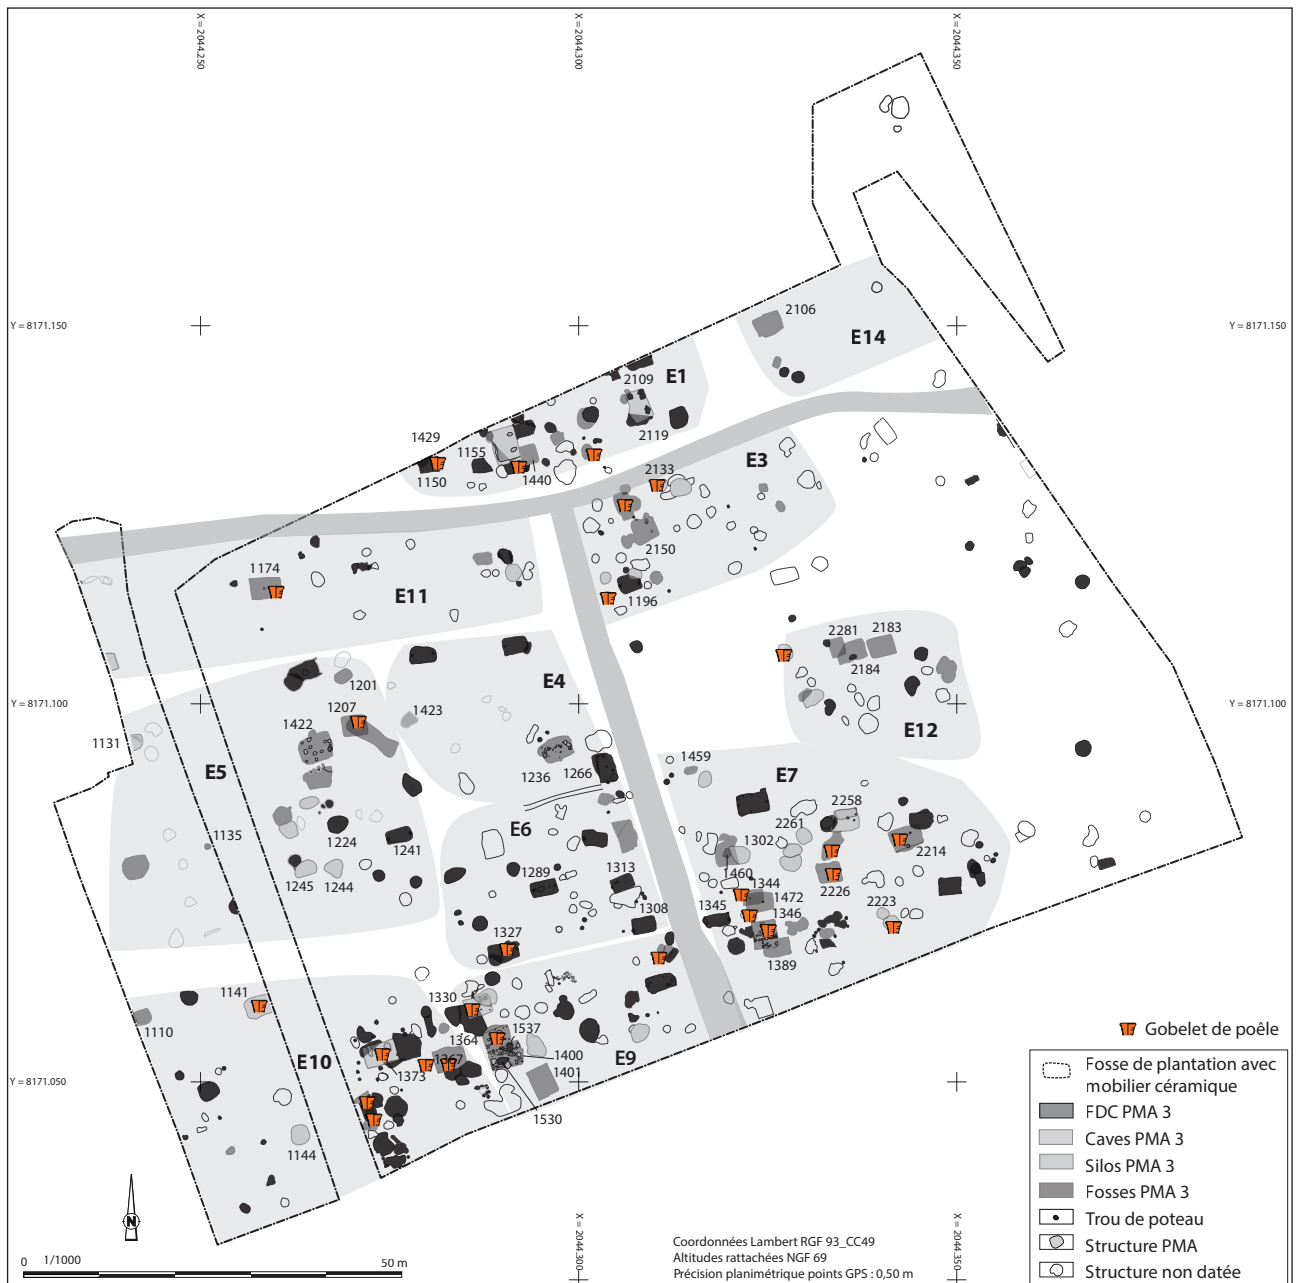 X = 2044.250
X = 2044.300
X = 2044.350
Y = 8171.150
Y = 8171.150
2106
E14
2109
E1
2119
1429
1155
1150
1440
2133
E3
2150
1174
E11
1196
2281
2183
2184
E12
1201
E4
1207
1423
1422
Y = 8171.100
Y = 8171.100
1131
E5
1236
1266
1459
E7
2258
E6
2261
1302
1135
1224
1241
2214
1245
1244
1289
1313
1460
1344
1472
2226
1345
1346
2223
1308
1327
1389
1141
1330
1110
1364
1537
E10
1367
1400
E9
1373
1401
Y = 8171.050
Y = 8171.050
1530
1144
N
0
1/1000
50 m
X = 2044.300
X = 2044.350
Coordonnées Lambert RGF 93_CC49
Altitudes rattachées NGF 69
Précision planimétrique points GPS : 0,50 m
Gobelet de poêle
Fosse de plantation avec
mobilier céramique
FDC PMA 3
Caves PMA 3
Silos PMA 3
Fosses PMA 3
Trou de poteau
Structure PMA
Structure non datée